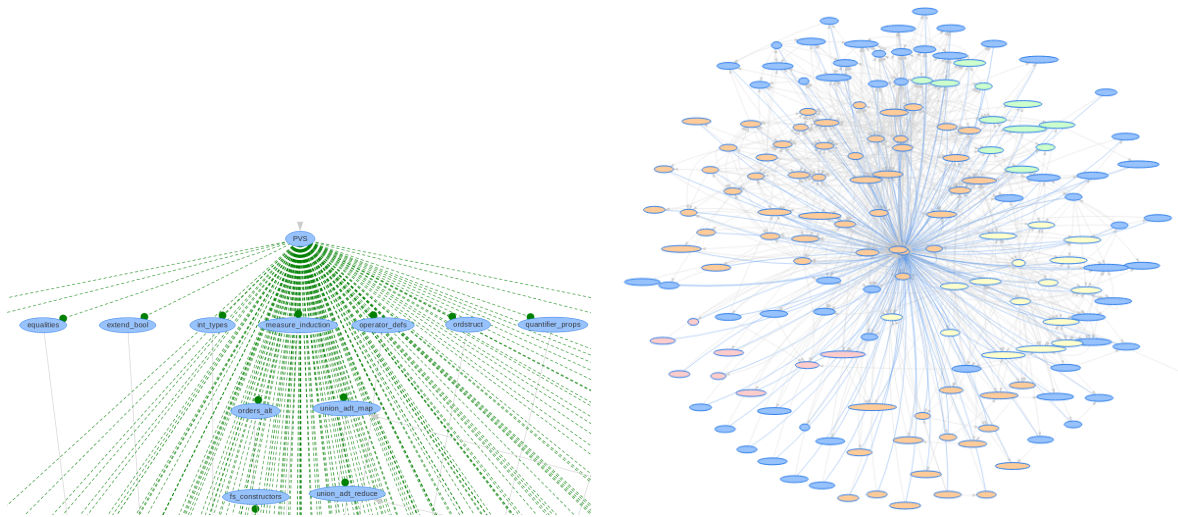 PVS
equalities
extend_bool
int_types
measure_induction
operator_defs
ordstruct
quantifier_props
orders_alt
union_adt_map
fs_constructors
union_adt_reduce